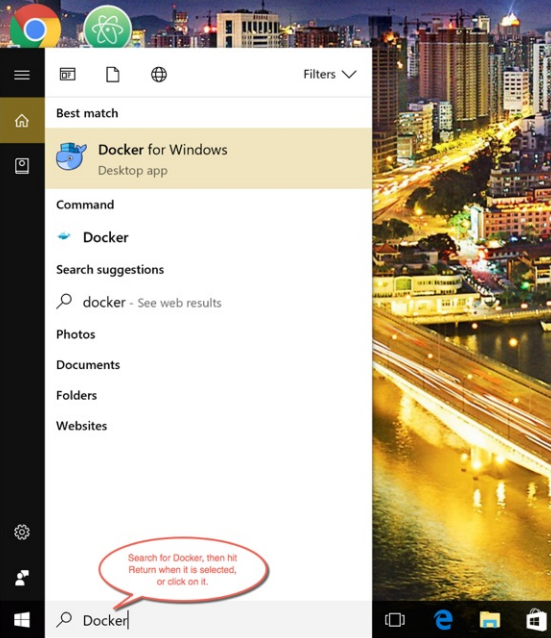 Filters
Best match
Docker for Windows
Desktop app
Command
Docker
Search suggestions
docker - See web results
Photos
Documents
Folders
Websites
Search for Docker, then hit
Return when it is selected,
or click on it.
Docker